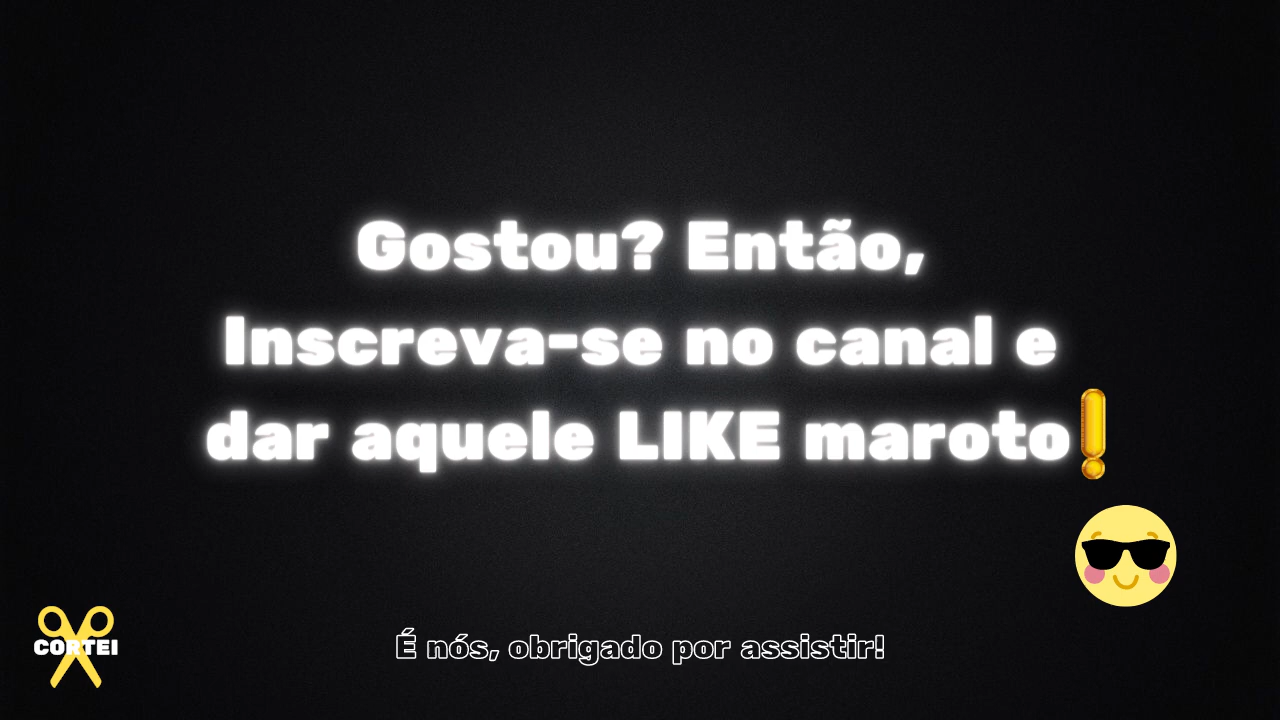 Gostou? Então,
Inscreva-se no canal e
dar aquele LIKE maroto!
CORTEI
É nós, obrigado por assistir!